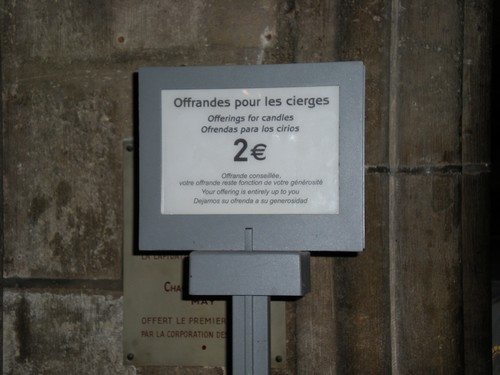 Offrandes pour les cierges
Offerings for candles
Ofrendas para los cirios
2€
Offrande conseillée,
votre offrande reste fonction de votre générosité
Your offering is entirely up to you
Dejamos su ofrenda a su generosidad
MAY
OFFERT LE PREMIER
PAR LA CORPORATION DE